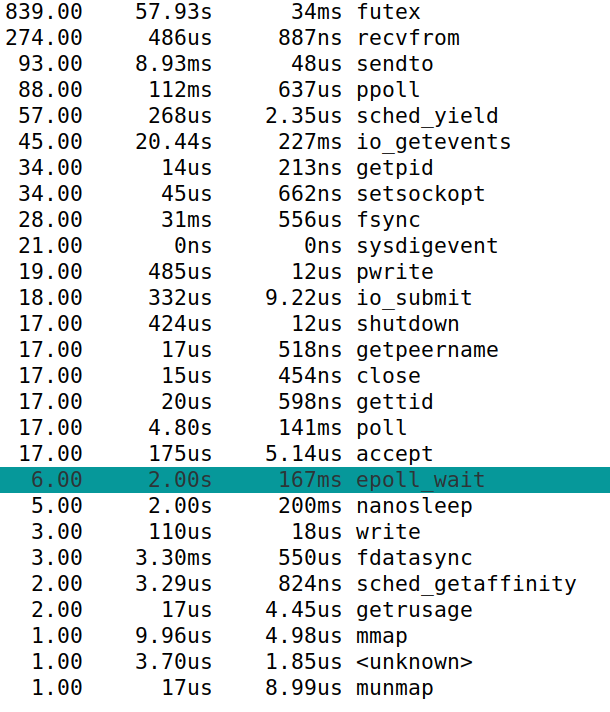 839.00 57.93s 34ms futex
274.00 486us 887ns recvfrom
93.00 8.93ms 48us sendto
88.00 112ms 637us ppoll
57.00 268us 2.35us sched_yield
45.00 20.44s 227ms io_getevents
34.00 14us 213ns getpid
34.00 45us 662ns setsockopt
28.00 31ms 556us fsync
21.00 0ns 0ns sysdigevent
19.00 485us 12us pwrite
18.00 332us 9.22us io_submit
17.00 424us 12us shutdown
17.00 17us 518ns getpeername
17.00 15us 454ns close
17.00 20us 598ns gettid
17.00 4.80s 141ms poll
17.00 175us 5.14us accept
6.00 2.00s 167ms epoll_wait
5.00 2.00s 200ms nanosleep
3.00 110us 18us write
3.00 3.30ms 550us fdatasync
2.00 3.29us 824ns sched_getaffinity
2.00 17us 4.45us getrusage
1.00 9.96us 4.98us mmap
1.00 3.70us 1.85us <unknown>
1.00 17us 8.99us munmap